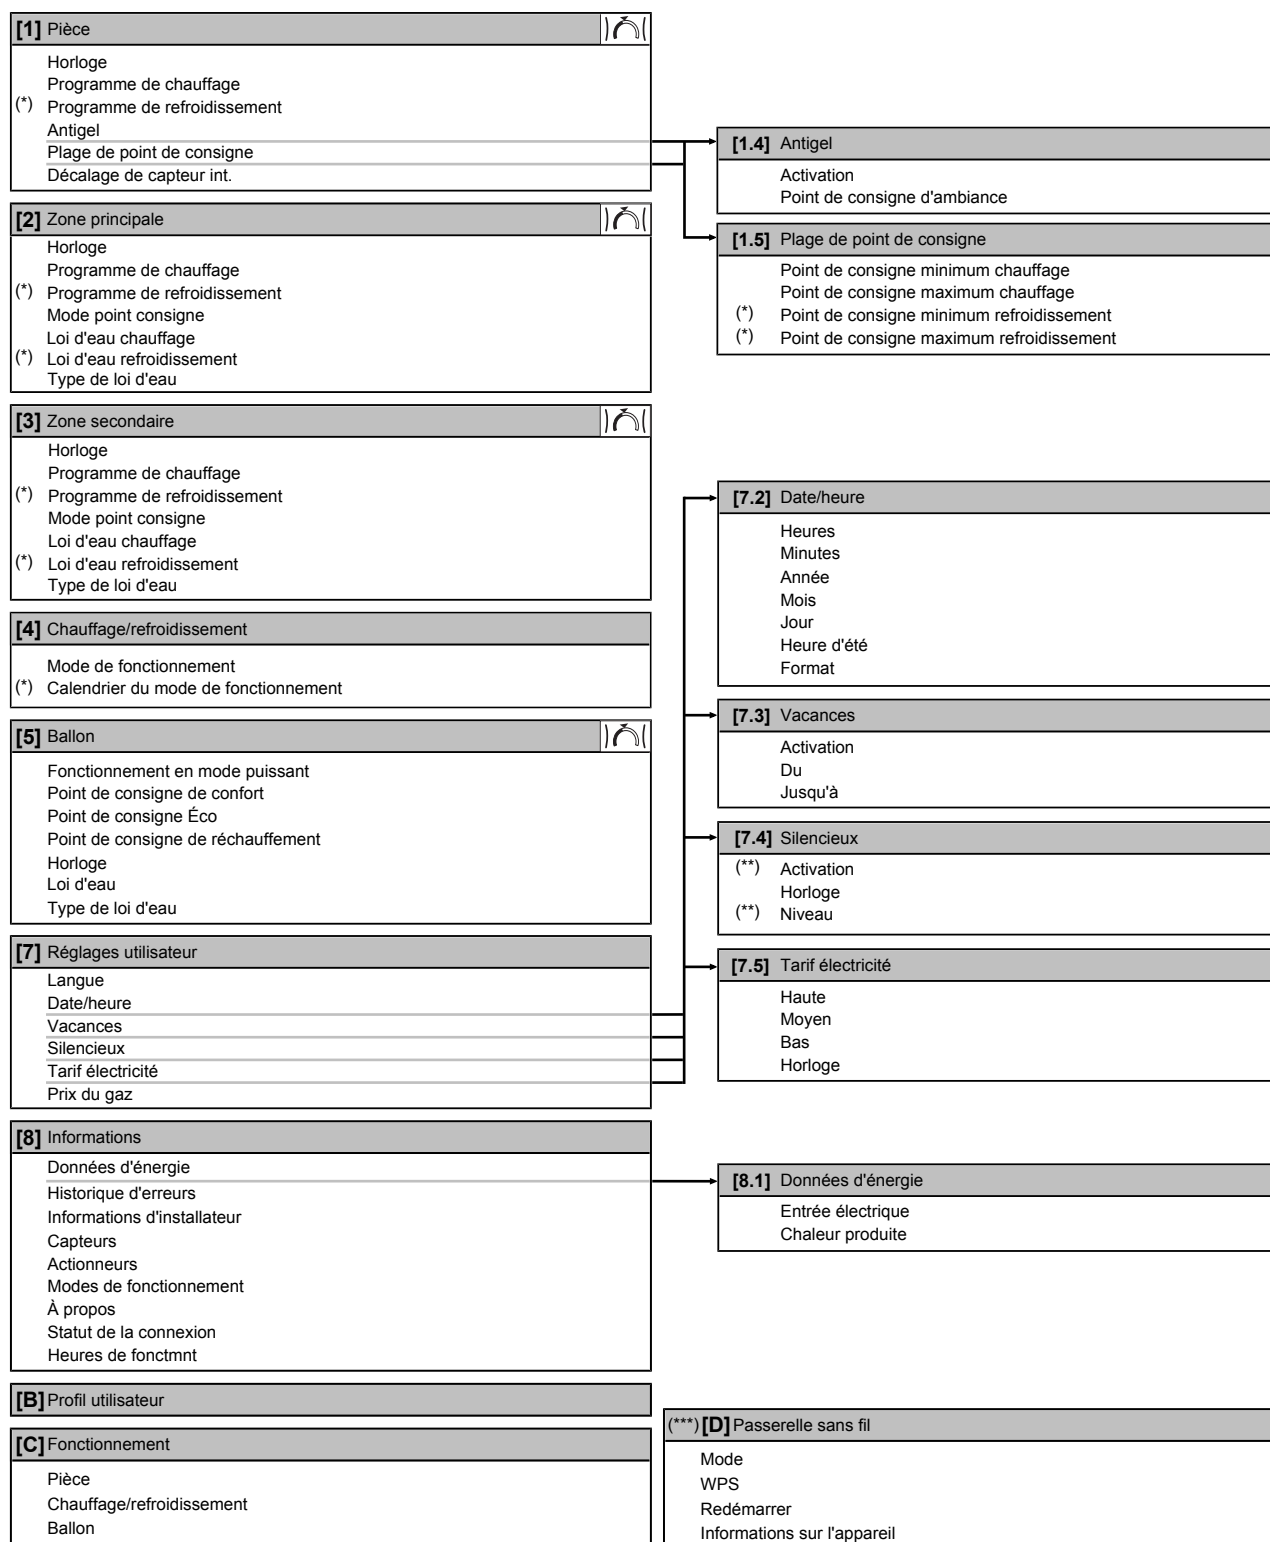 [1] Pièce
Horloge
Programme de chauffage
(*) Programme de refroidissement
Antigel
Plage de point de consigne
Décalage de capteur int.
[1.4] Antigel
Activation
Point de consigne d'ambiance
[1.5] Plage de point de consigne
Point de consigne minimum chauffage
Point de consigne maximum chauffage
(*) Point de consigne minimum refroidissement
(*) Point de consigne maximum refroidissement
[2] Zone principale
Horloge
Programme de chauffage
(*) Programme de refroidissement
Mode point consigne
Loi d'eau chauffage
(*) Loi d'eau refroidissement
Type de loi d'eau
[3] Zone secondaire
Horloge
Programme de chauffage
(*) Programme de refroidissement
Mode point consigne
Loi d'eau chauffage
(*) Loi d'eau refroidissement
Type de loi d'eau
[4] Chauffage/refroidissement
Mode de fonctionnement
(*) Calendrier du mode de fonctionnement
[5] Ballon
Fonctionnement en mode puissant
Point de consigne de confort
Point de consigne Éco
Point de consigne de réchauffement
Horloge
Loi d'eau
Type de loi d'eau
[7] Réglages utilisateur
Langue
Date/heure
Vacances
Silencieux
Tarif électricité
Prix du gaz
[7.2] Date/heure
Heures
Minutes
Année
Mois
Jour
Heure d'été
Format
[7.3] Vacances
Activation
Du
Jusqu'à
[7.4] Silencieux
(**) Activation
Horloge
(**) Niveau
[7.5] Tarif électricité
Haute
Moyen
Bas
Horloge
[8] Informations
Données d'énergie
Historique d'erreurs
Informations d'installateur
Capteurs
Actionneurs
Modes de fonctionnement
À propos
Statut de la connexion
Heures de fonctmnt
[8.1] Données d'énergie
Entrée électrique
Chaleur produite
[B] Profil utilisateur
[C] Fonctionnement
Pièce
Chauffage/refroidissement
Ballon
(***) [D] Passerelle sans fil
Mode
WPS
Redémarrer
Informations sur l'appareil